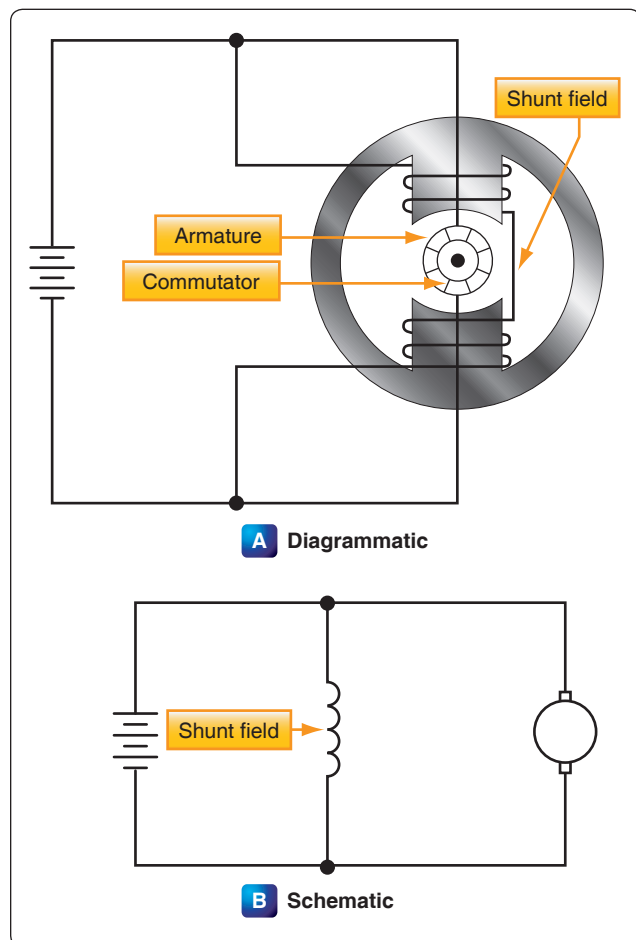 Shunt field
Armature
Commutator
A Diagrammatic
Shunt field
B Schematic